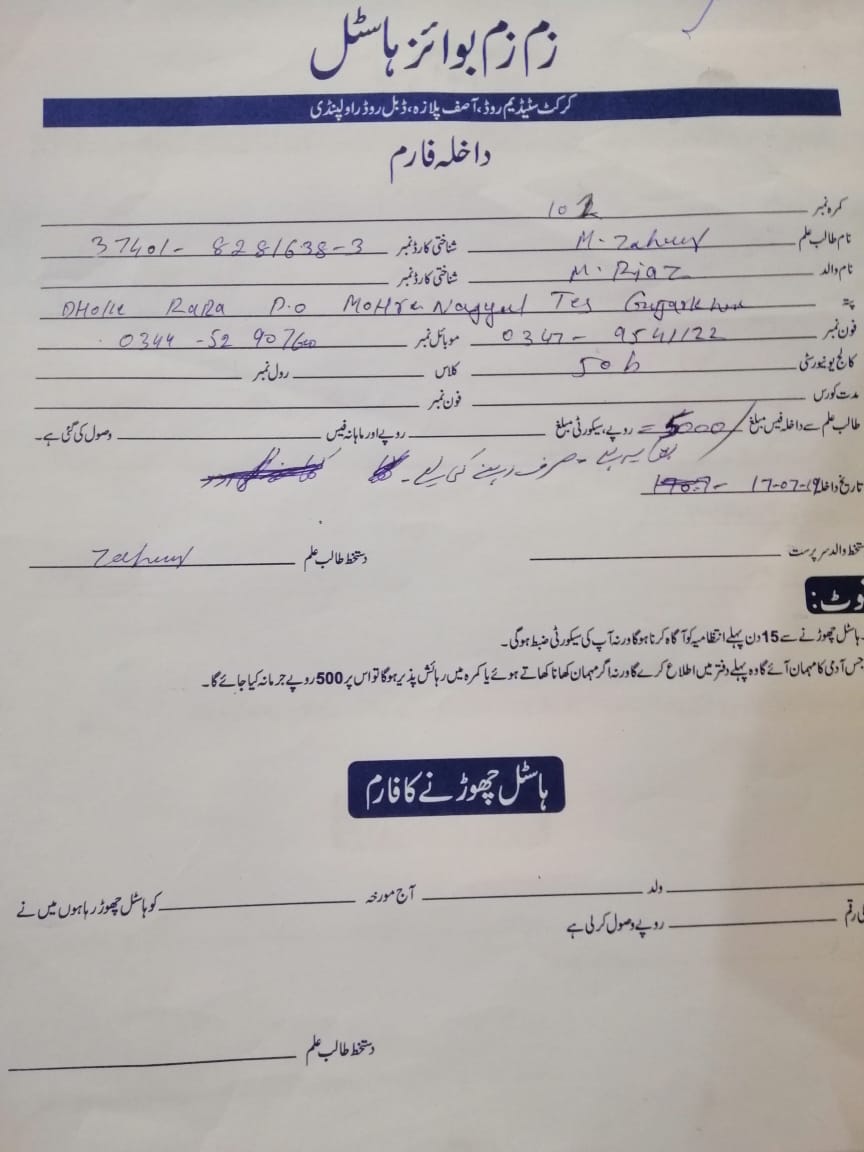 زم زم بوائز ہاسٹل
کرکٹ سٹیڈیم روڈ، آصف پلازہ، ڈبل روڈ راولپنڈی
داخلہ فارم
کمرہ نمبر 102
نام طالب علم M. Zahur شناختی کارڈ نمبر 37401-8281638-3
نام والد M. Riaz شناختی کارڈ نمبر
پتہ DHoke RaRa P.o MoHra Nagyal Tes Gujarkhan
فون نمبر 0347-9541122 موبائل نمبر 0344-52907
کالج یونیورسٹی Job کلاس رول نمبر
مدت کورس فون نمبر
طالب علم سے داخلہ فیس مبلغ 5000/= روپے، سیکورٹی مبلغ روپے اور ماہانہ فیس وصول کی گئی ہے۔
صرف رہنے کی لیے۔
تاریخ داخلہ 17-07-19
دستخط والد سرپرست دستخط طالب علم Zahur
نوٹ:
۔ہاسٹل چھوڑنے سے 15 دن پہلے انتظامیہ کو آگاہ کرنا ہوگا ورنہ آپ کی سیکورٹی ضبط ہوگی۔
جس آدمی کا مہمان آئے گا وہ پہلے دفتر میں اطلاع کرے گا ورنہ اگر مہمان کھانا کھاتے ہوئے یا کمرہ میں رہائش پذیر ہوگا تو اس پر 500 روپے جرمانہ کیا جائے گا۔
ہاسٹل چھوڑنے کا فارم
ولد آج مورخہ کو ہاسٹل چھوڑ رہا ہوں میں نے
رقم روپے وصول کر لی ہے
دستخط طالب علم